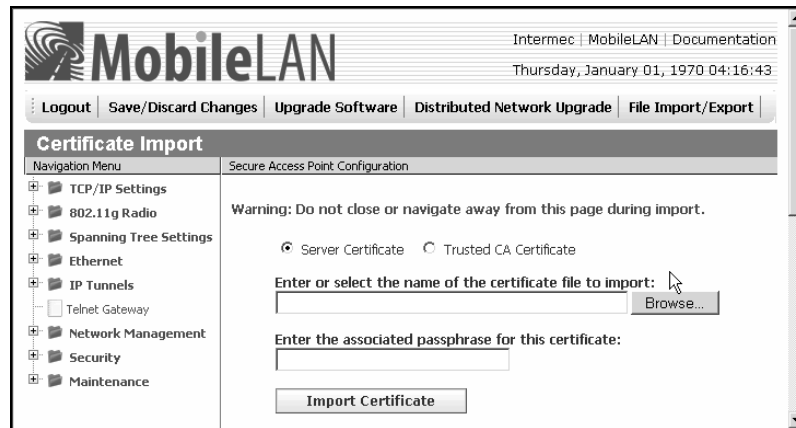 MobileLAN
Intermec | MobileLAN | Documentation
Thursday, January 01, 1970 04:16:43
Logout | Save/Discard Changes | Upgrade Software | Distributed Network Upgrade | File Import/Export |
Certificate Import
Navigation Menu
Secure Access Point Configuration
TCP/IP Settings
802.11g Radio
Spanning Tree Settings
Ethernet
IP Tunnels
Telnet Gateway
Network Management
Security
Maintenance
Warning: Do not close or navigate away from this page during import.
Server Certificate
Trusted CA Certificate
Enter or select the name of the certificate file to import:
Browse...
Enter the associated passphrase for this certificate:
Import Certificate